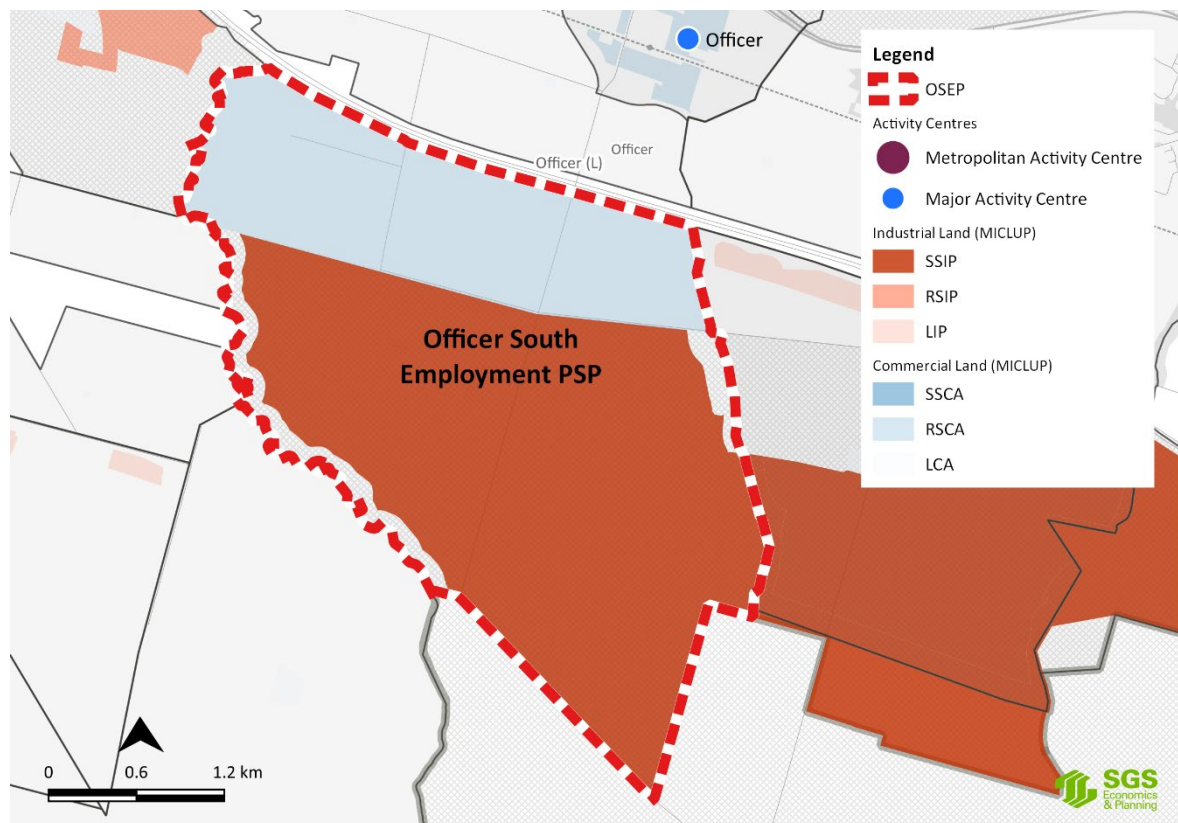 Officer
Officer
Officer (L)
Officer South
Employment PSP
Legend
OSEP
Activity Centres
Metropolitan Activity Centre
Major Activity Centre
Industrial Land (MICLUP)
SSIP
RSIP
LIP
Commercial Land (MICLUP)
SSCA
RSCA
LCA
0 0.6 1.2 km
SGS
Economics
& Planning